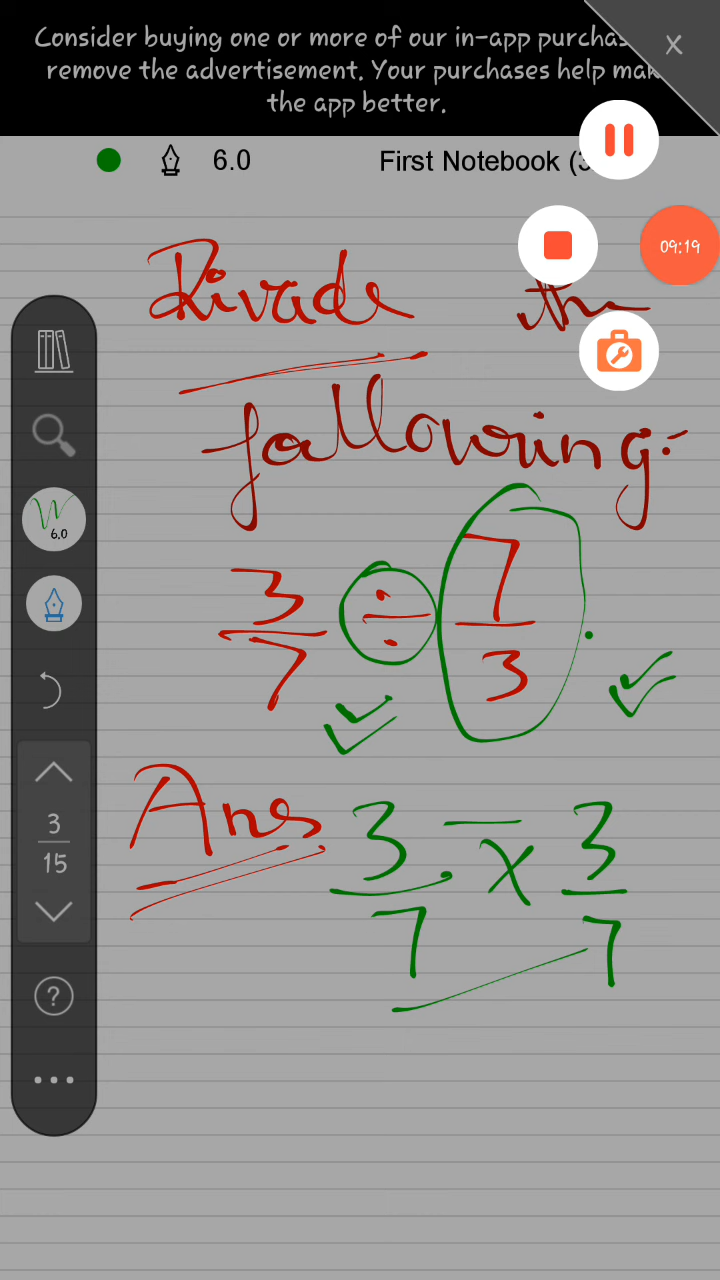 Consider buying one or more of our in-app purchas
remove the advertisement. Your purchases help mak
the app better.
X
6.0
First Notebook (3
09:19
Divade the
following:-
W
6.0
3/7 ÷ 7/3.
3
15
Ans. 3/7 × 3/7
?